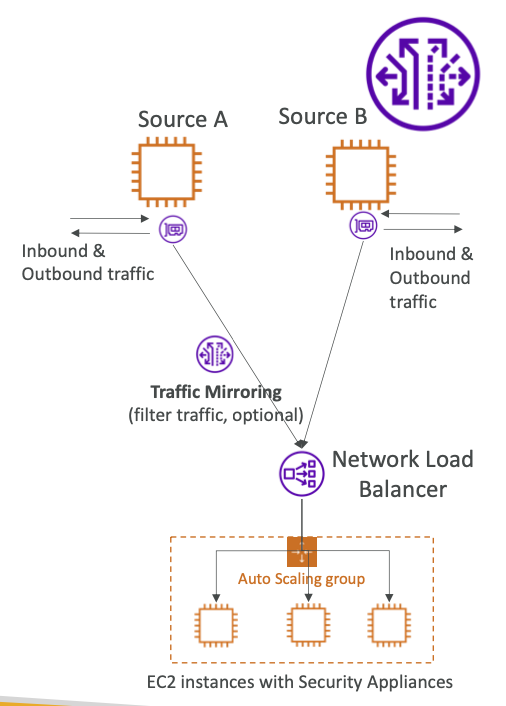 Source A
Source B
Inbound &
Outbound traffic
Inbound &
Outbound
traffic
Traffic Mirroring
(filter traffic, optional)
Network Load
Balancer
Auto Scaling group
EC2 instances with Security Appliances